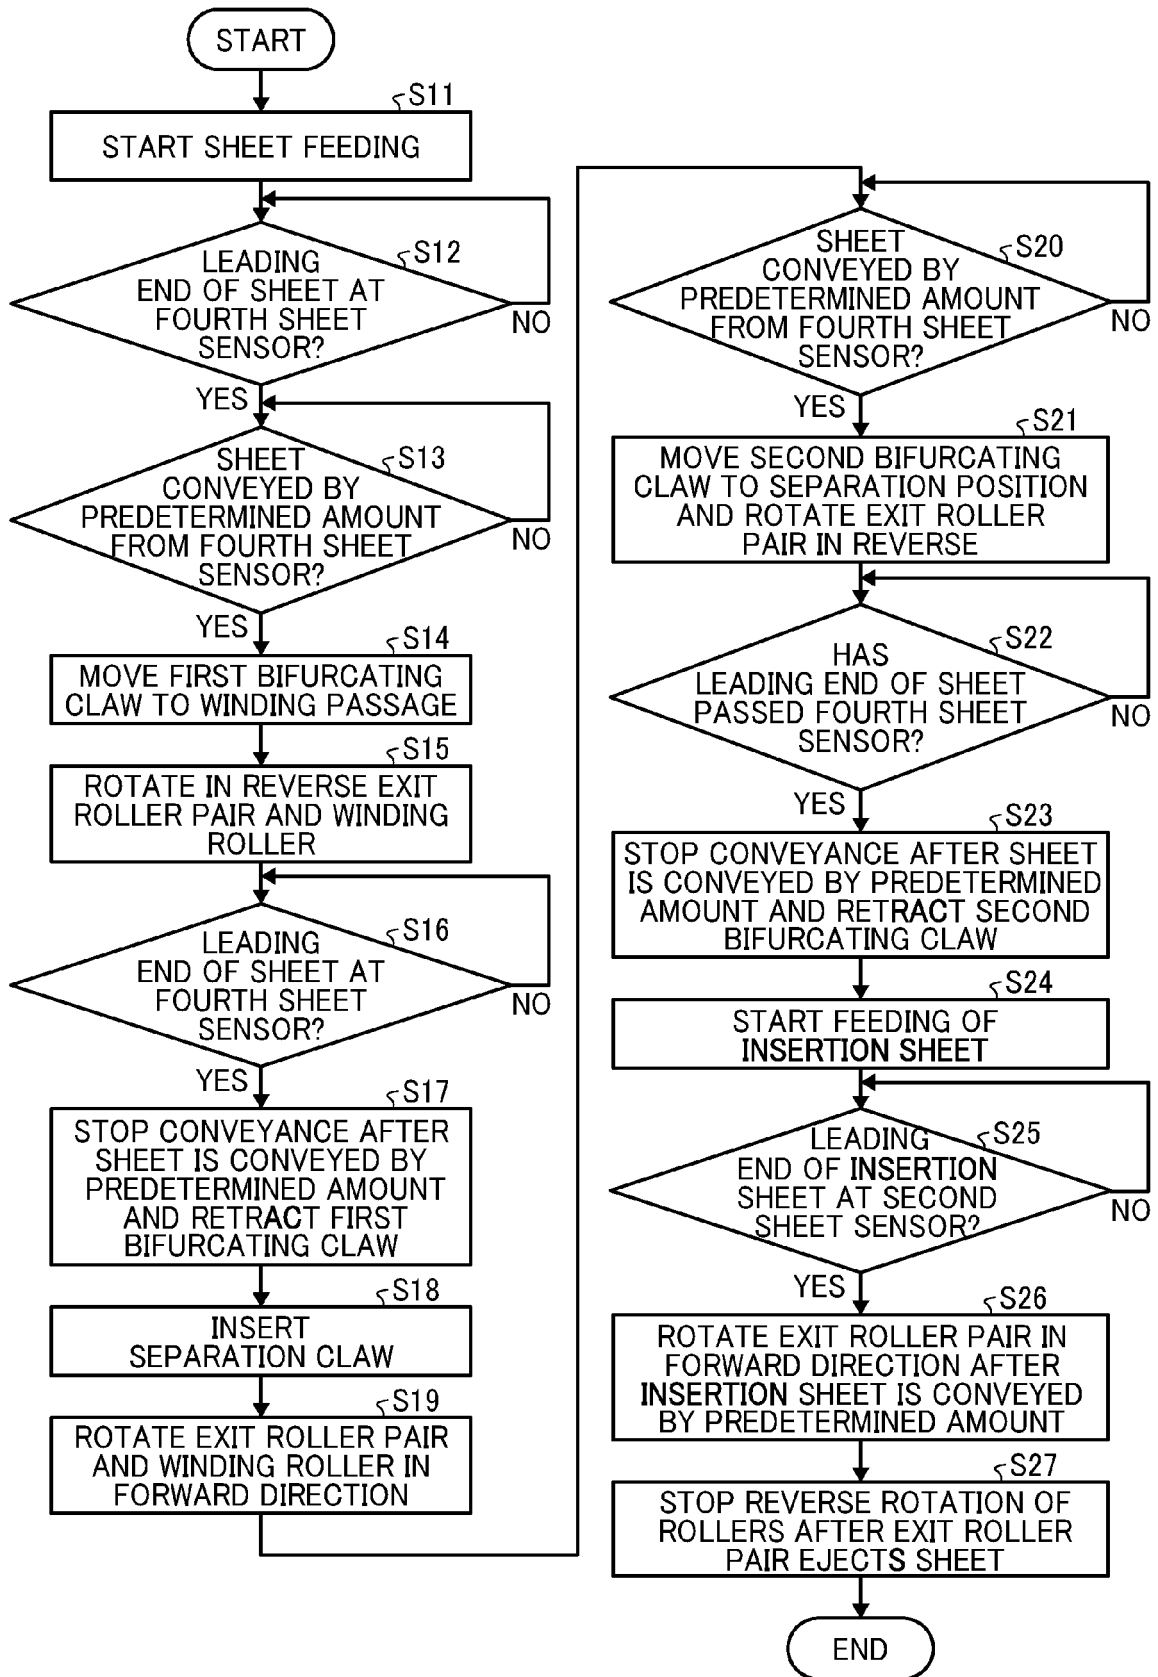 START
S11
START SHEET FEEDING
S12
LEADING
END OF SHEET AT
FOURTH SHEET
SENSOR?
NO
YES
S13
SHEET
CONVEYED BY
PREDETERMINED AMOUNT
FROM FOURTH SHEET
SENSOR?
NO
YES
S14
MOVE FIRST BIFURCATING
CLAW TO WINDING PASSAGE
S15
ROTATE IN REVERSE EXIT
ROLLER PAIR AND WINDING
ROLLER
S16
LEADING
END OF SHEET AT
FOURTH SHEET
SENSOR?
NO
YES
S17
STOP CONVEYANCE AFTER
SHEET IS CONVEYED BY
PREDETERMINED AMOUNT
AND RETRACT FIRST
BIFURCATING CLAW
S18
INSERT
SEPARATION CLAW
S19
ROTATE EXIT ROLLER PAIR
AND WINDING ROLLER IN
FORWARD DIRECTION
S20
SHEET
CONVEYED BY
PREDETERMINED AMOUNT
FROM FOURTH SHEET
SENSOR?
NO
YES
S21
MOVE SECOND BIFURCATING
CLAW TO SEPARATION POSITION
AND ROTATE EXIT ROLLER
PAIR IN REVERSE
S22
HAS
LEADING END OF SHEET
PASSED FOURTH SHEET
SENSOR?
NO
YES
S23
STOP CONVEYANCE AFTER SHEET
IS CONVEYED BY PREDETERMINED
AMOUNT AND RETRACT SECOND
BIFURCATING CLAW
S24
START FEEDING OF
INSERTION SHEET
S25
LEADING
END OF INSERTION
SHEET AT SECOND
SHEET SENSOR?
NO
YES
S26
ROTATE EXIT ROLLER PAIR IN
FORWARD DIRECTION AFTER
INSERTION SHEET IS CONVEYED
BY PREDETERMINED AMOUNT
S27
STOP REVERSE ROTATION OF
ROLLERS AFTER EXIT ROLLER
PAIR EJECTS SHEET
END